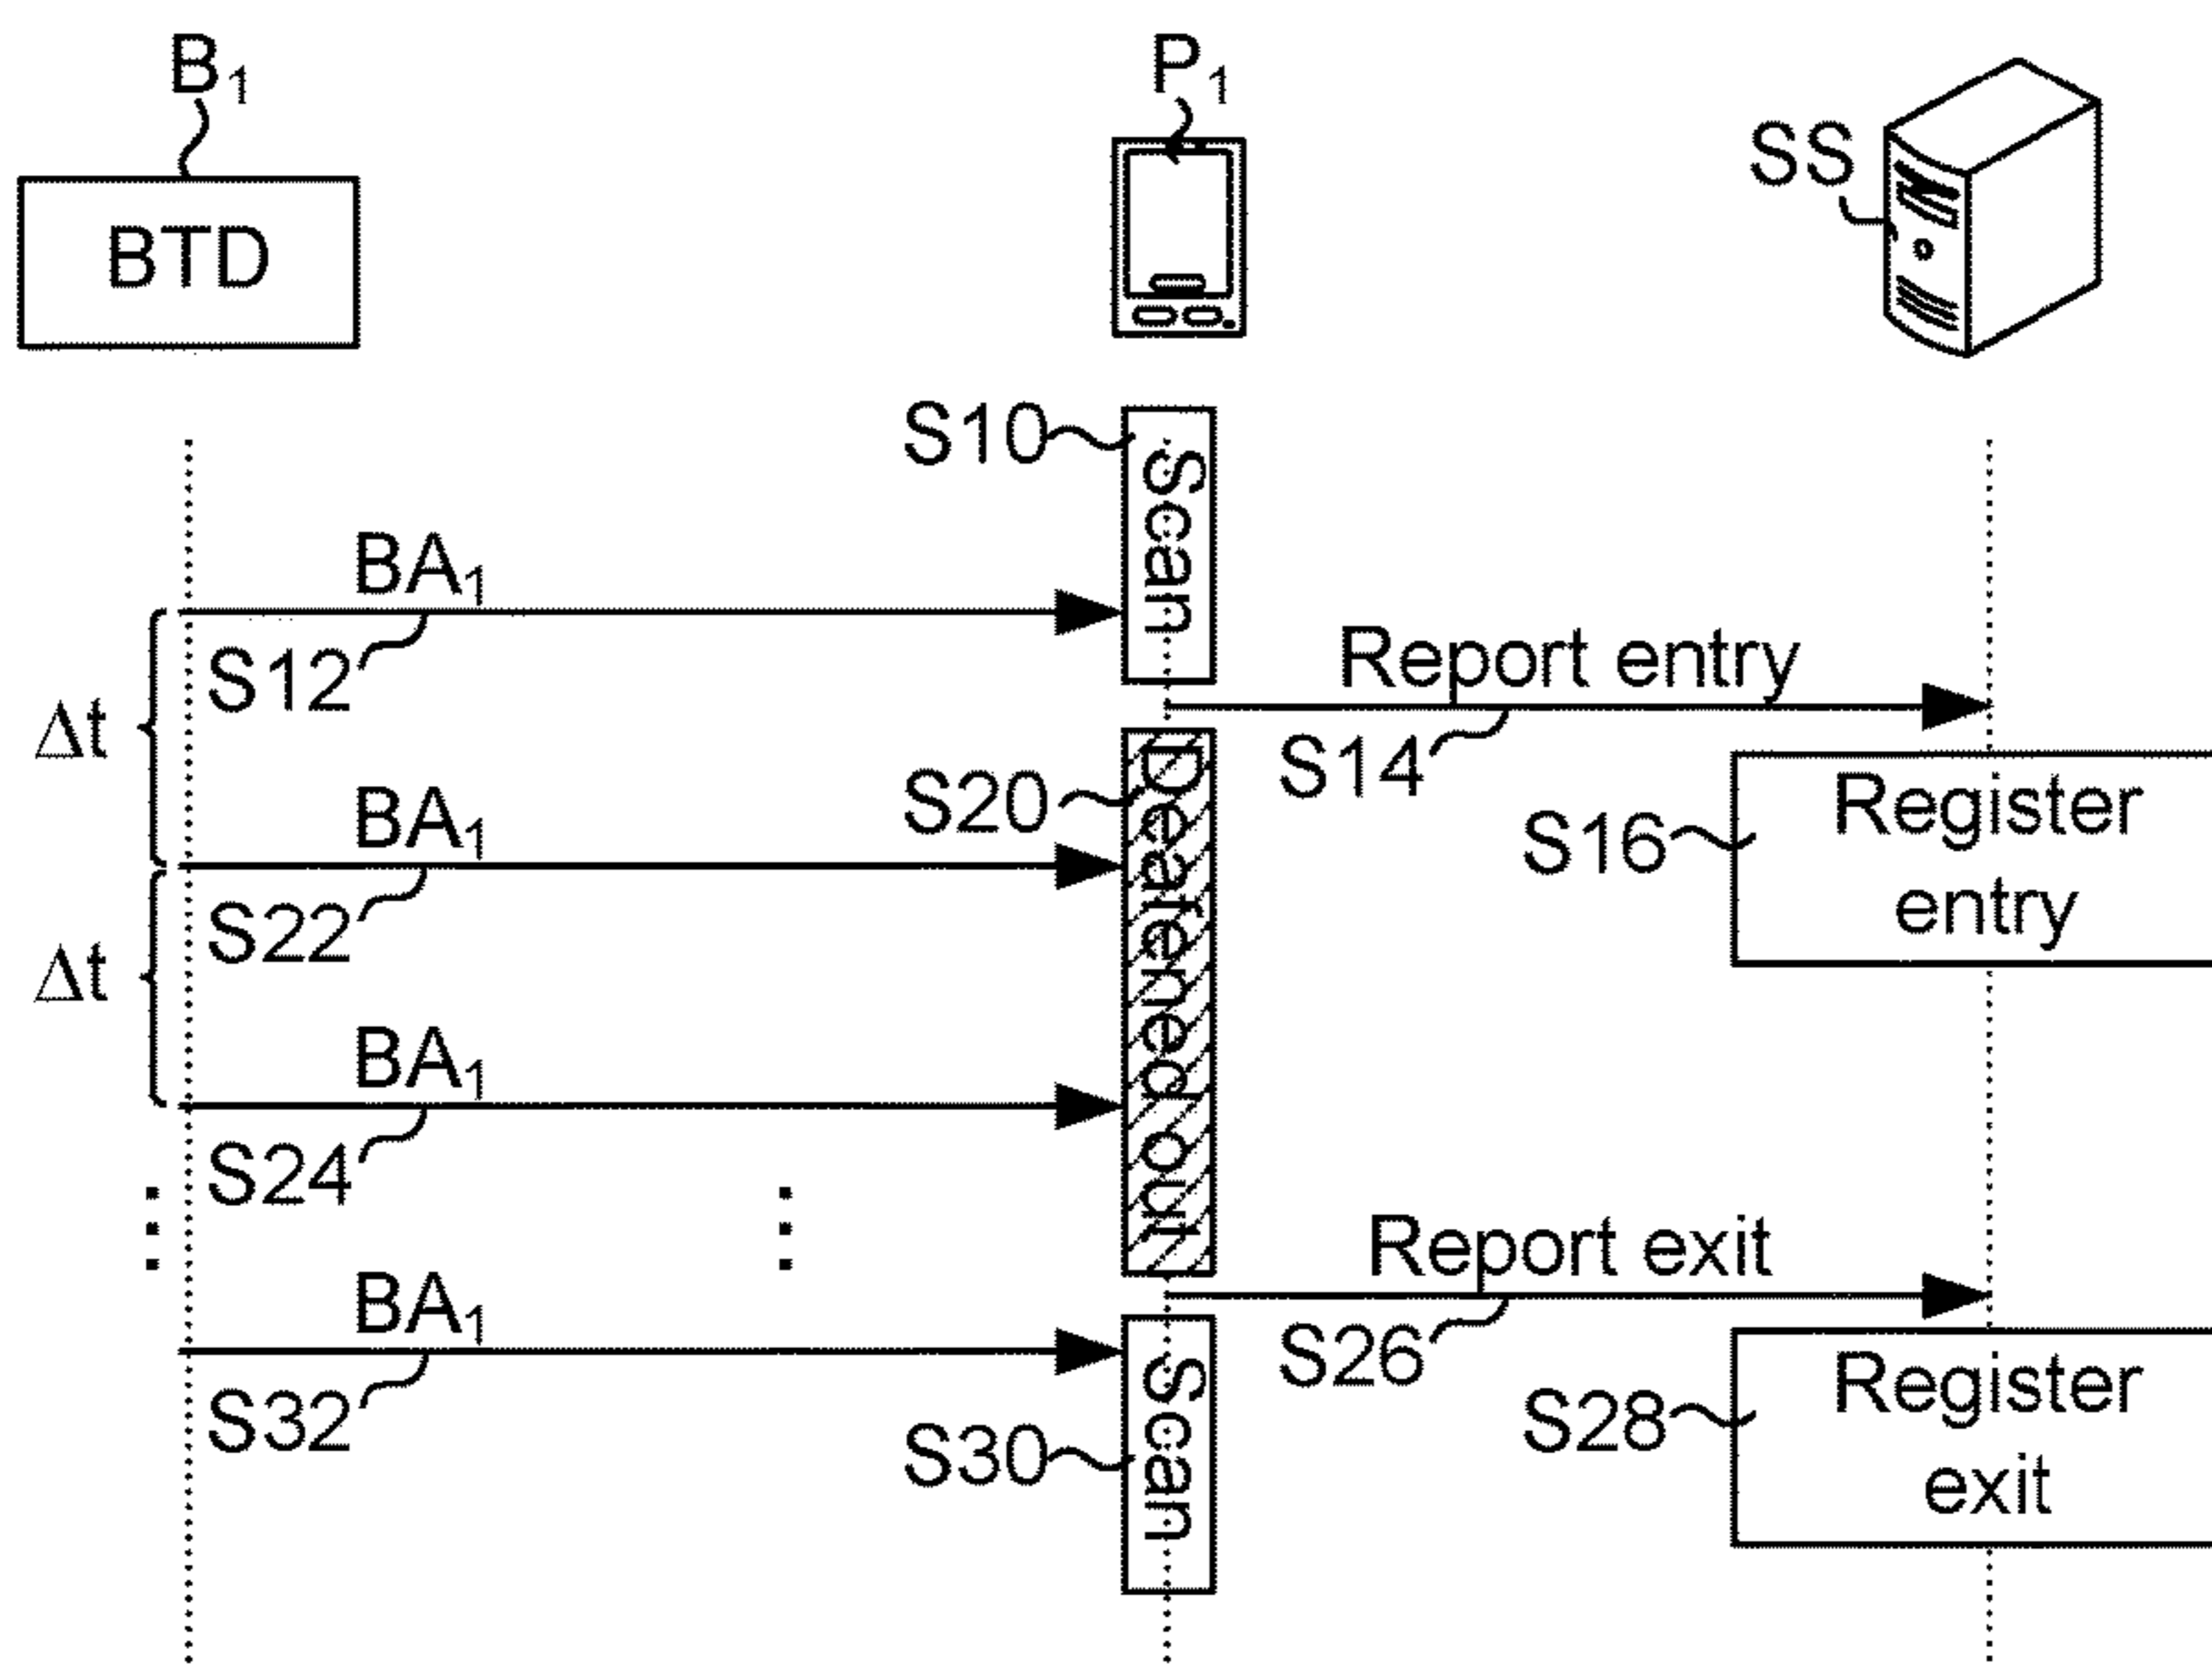 B₁
P₁
SS
BTD
S10
Scan
BA₁
S12
Report entry
Δt
S14
S20
Deafened out
Register
entry
S16
BA₁
S22
Δt
BA₁
S24
Report exit
BA₁
S26
S32
Register
exit
S28
S30
Scan